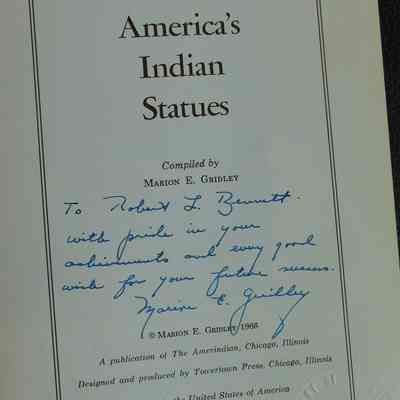 America's
Indian
Statues
Compiled by
MARION E. GRIDLEY
To Robert L. Bennett.
with pride in your
achievements and every good
wish for your future success.
Marion E. Gridley
© MARION E. GRIDLEY 1966
A publication of The Amerindian, Chicago, Illinois
Designed and produced by Towertown Press, Chicago, Illinois
the United States of America